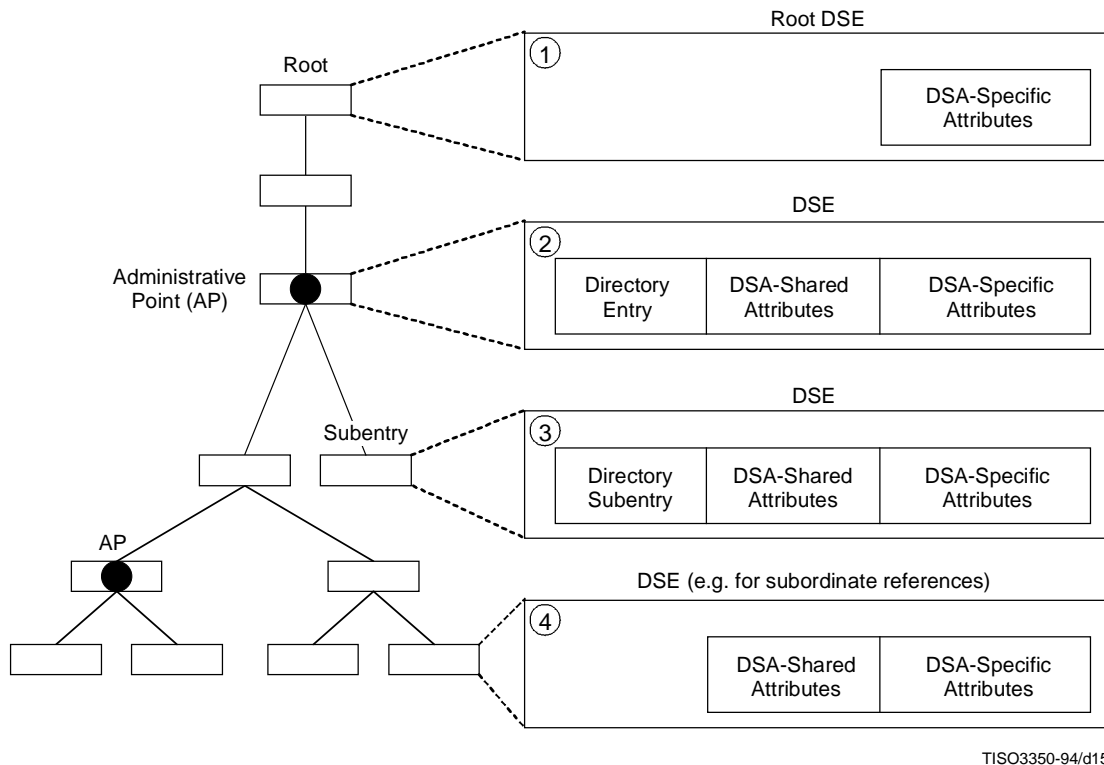 Root DSE
1
Root
DSA-Specific
Attributes
DSE
2
Administrative
Point (AP)
Directory
Entry
DSA-Shared
Attributes
DSA-Specific
Attributes
DSE
3
Subentry
Directory
Subentry
DSA-Shared
Attributes
DSA-Specific
Attributes
AP
DSE (e.g. for subordinate references)
4
DSA-Shared
Attributes
DSA-Specific
Attributes
TISO3350-94/d15